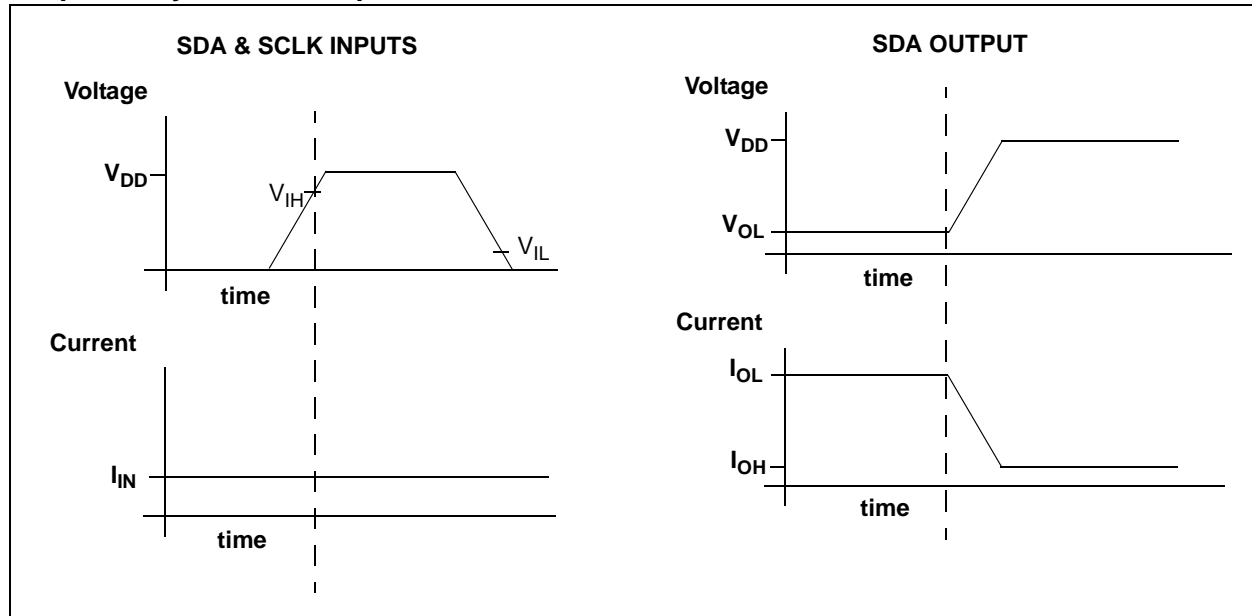 SDA & SCLK INPUTS
Voltage
VDD
VIH
VIL
time
Current
IIN
time
SDA OUTPUT
Voltage
VDD
VOL
time
Current
IOL
IOH
time